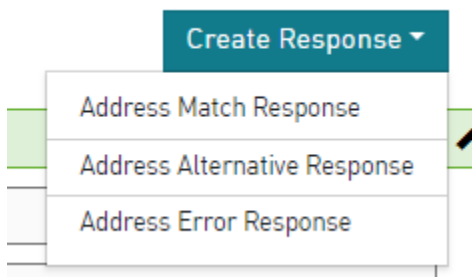 Create Response
Address Match Response
Address Alternative Response
Address Error Response